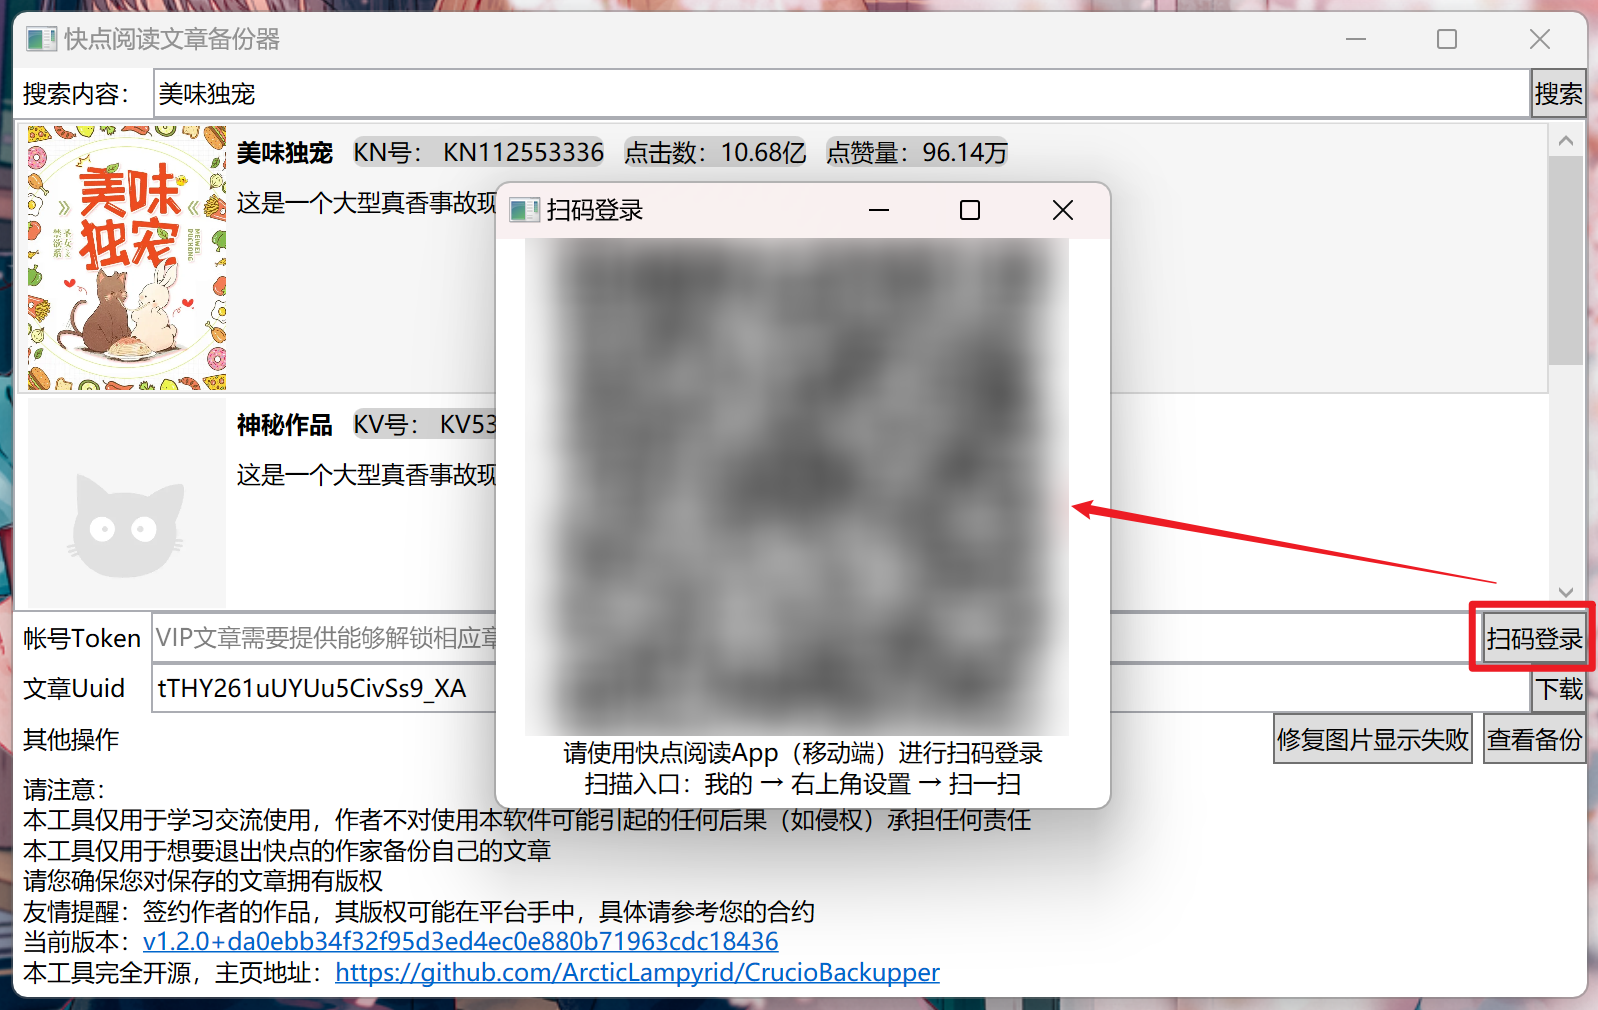 快点阅读文章备份器
搜索内容： 美味独宠 搜索
美味独宠 KN号： KN112553336 点击数：10.68亿 点赞量：96.14万
这是一个大型真香事故现
美味
独宠
扫码登录
神秘作品 KV号： KV53
这是一个大型真香事故现
请使用快点阅读App（移动端）进行扫码登录
扫描入口：我的 → 右上角设置 → 扫一扫
帐号Token VIP文章需要提供能够解锁相应章 扫码登录
文章Uuid tTHY261uUYUu5CivSs9_XA 下载
其他操作 修复图片显示失败 查看备份
请注意：
本工具仅用于学习交流使用，作者不对使用本软件可能引起的任何后果（如侵权）承担任何责任
本工具仅用于想要退出快点的作家备份自己的文章
请您确保您对保存的文章拥有版权
友情提醒：签约作者的作品，其版权可能在平台手中，具体请参考您的合约
当前版本：v1.2.0+da0ebb34f32f95d3ed4ec0e880b71963cdc18436
本工具完全开源，主页地址：https://github.com/ArcticLampyrid/CrucioBackupper